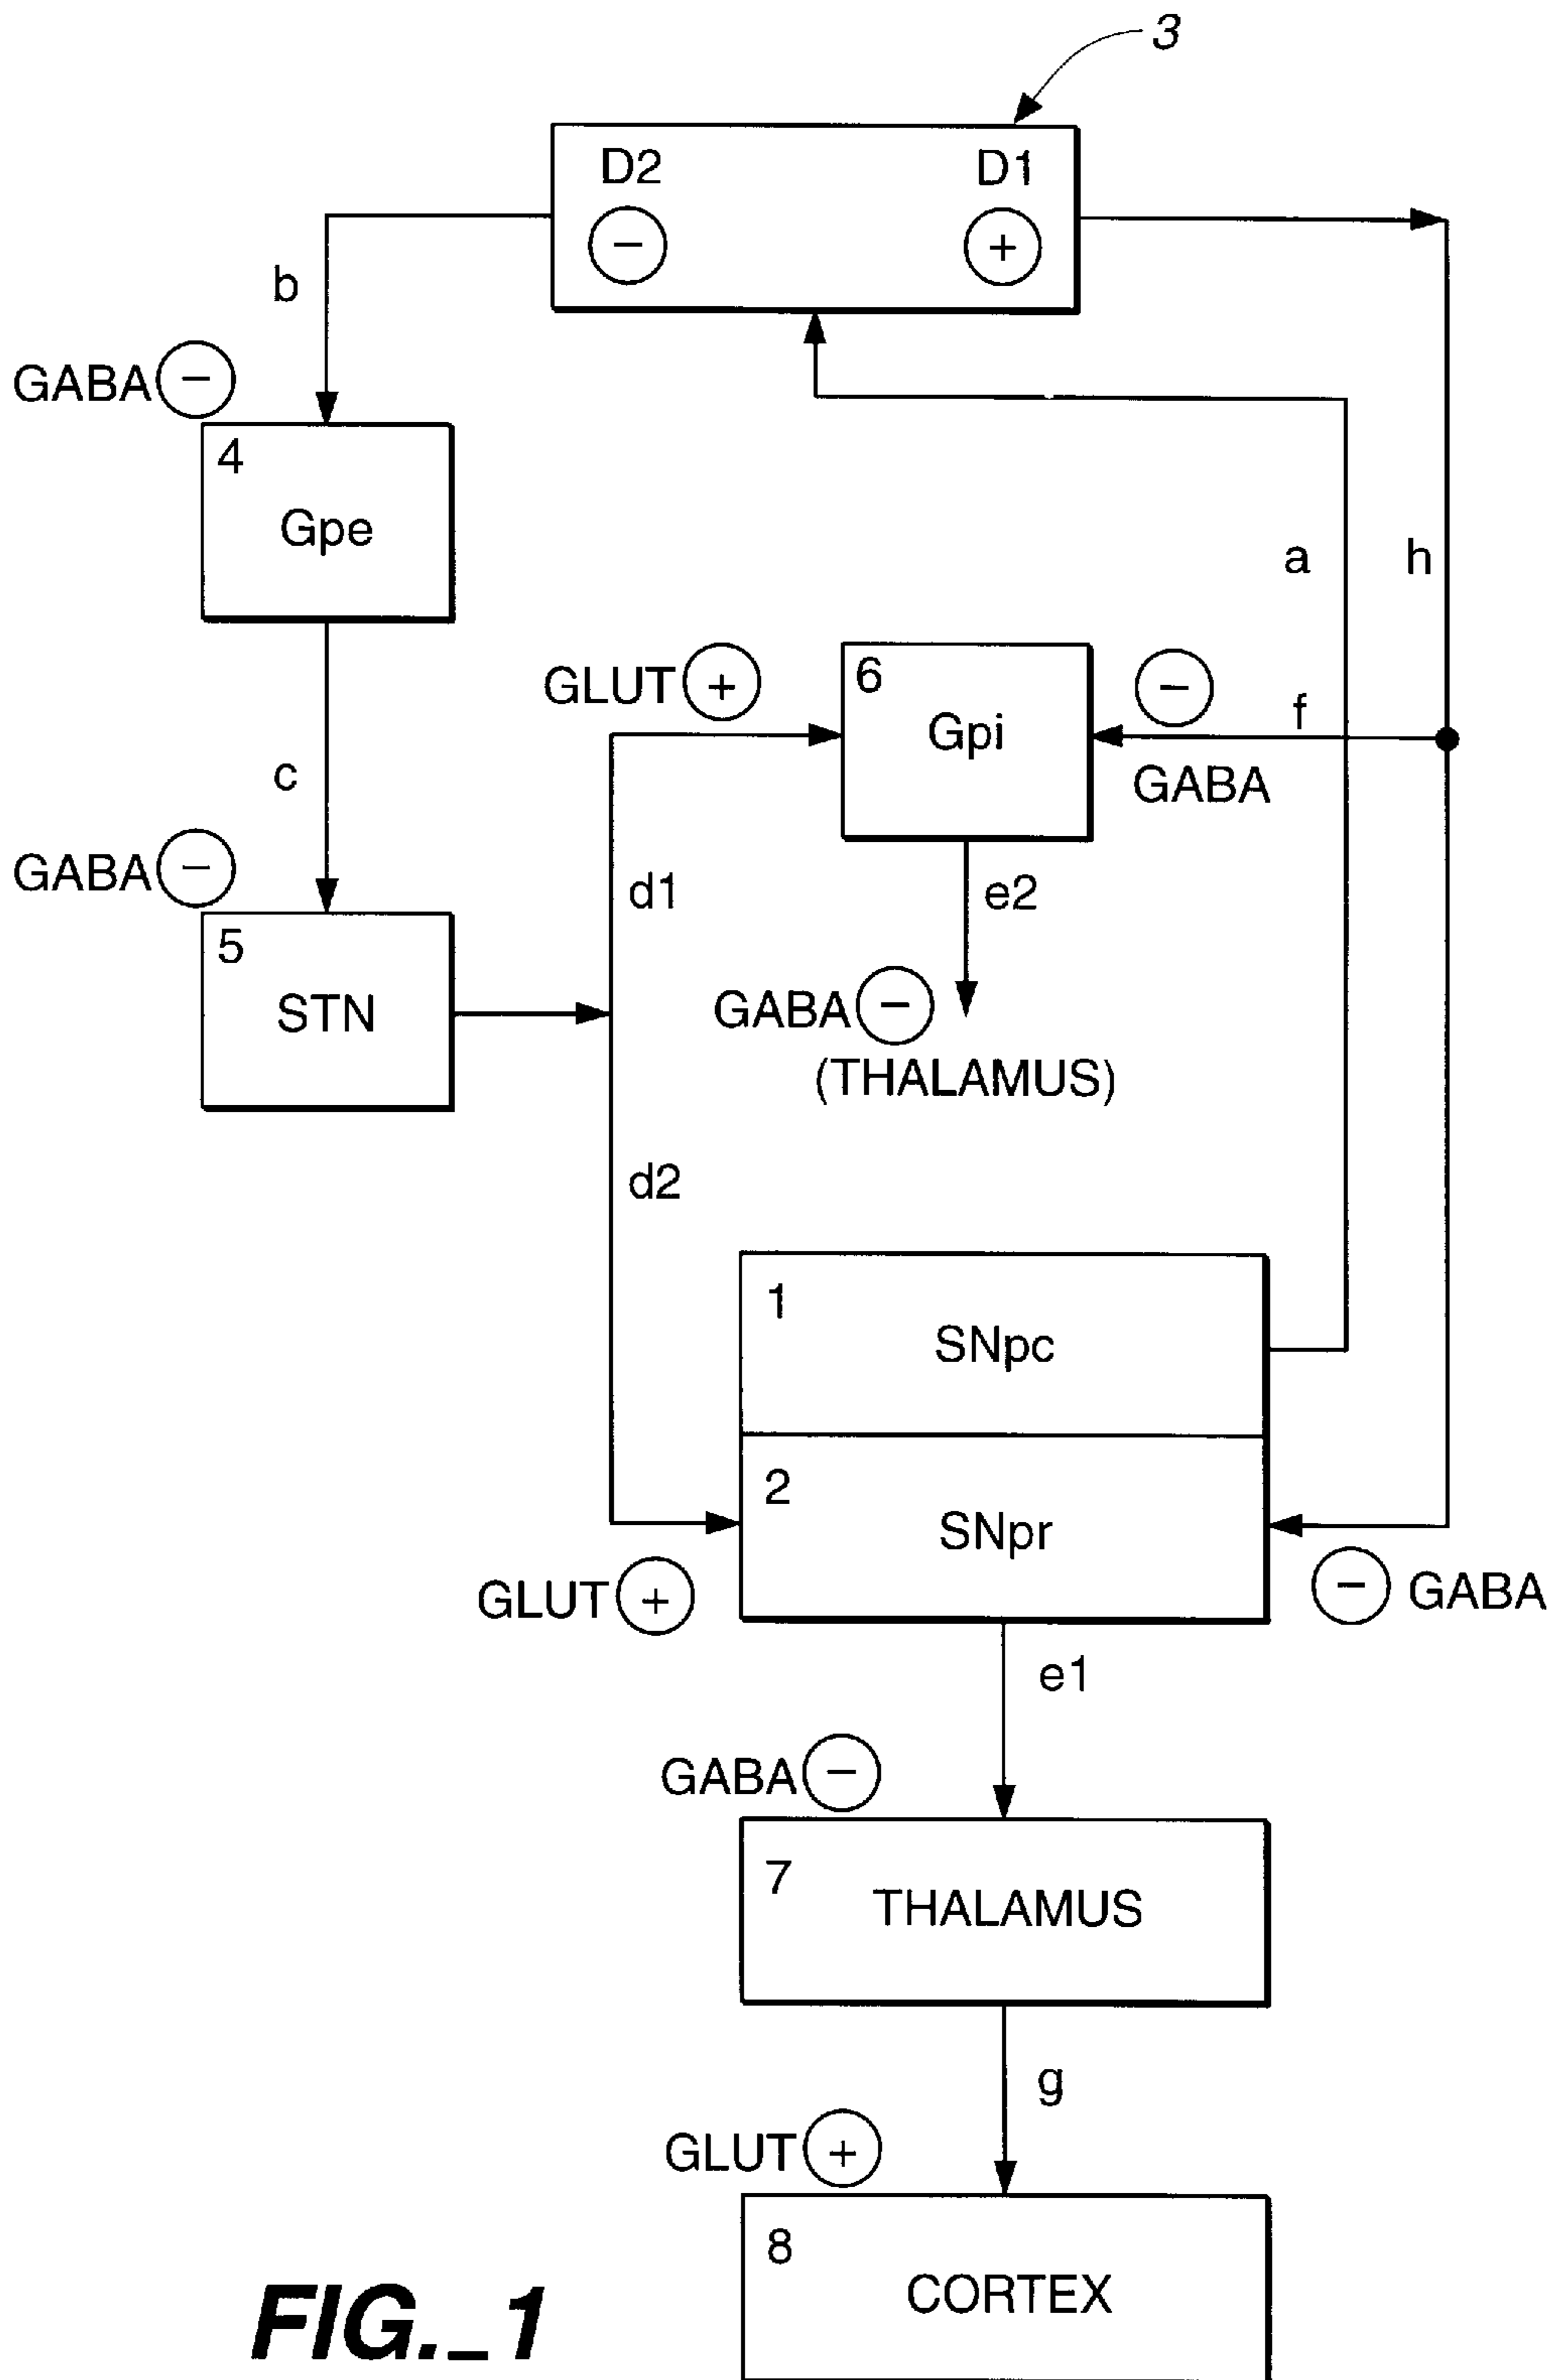 3
D2 D1
− +
b
GABA −
4
Gpe
a h
GLUT +
6
Gpi
−
f
GABA
c
GABA −
5
STN
d1
e2
GABA −
(THALAMUS)
d2
1
SNpc
2
SNpr
GLUT +
− GABA
e1
GABA −
7
THALAMUS
g
GLUT +
8
CORTEX
FIG._1